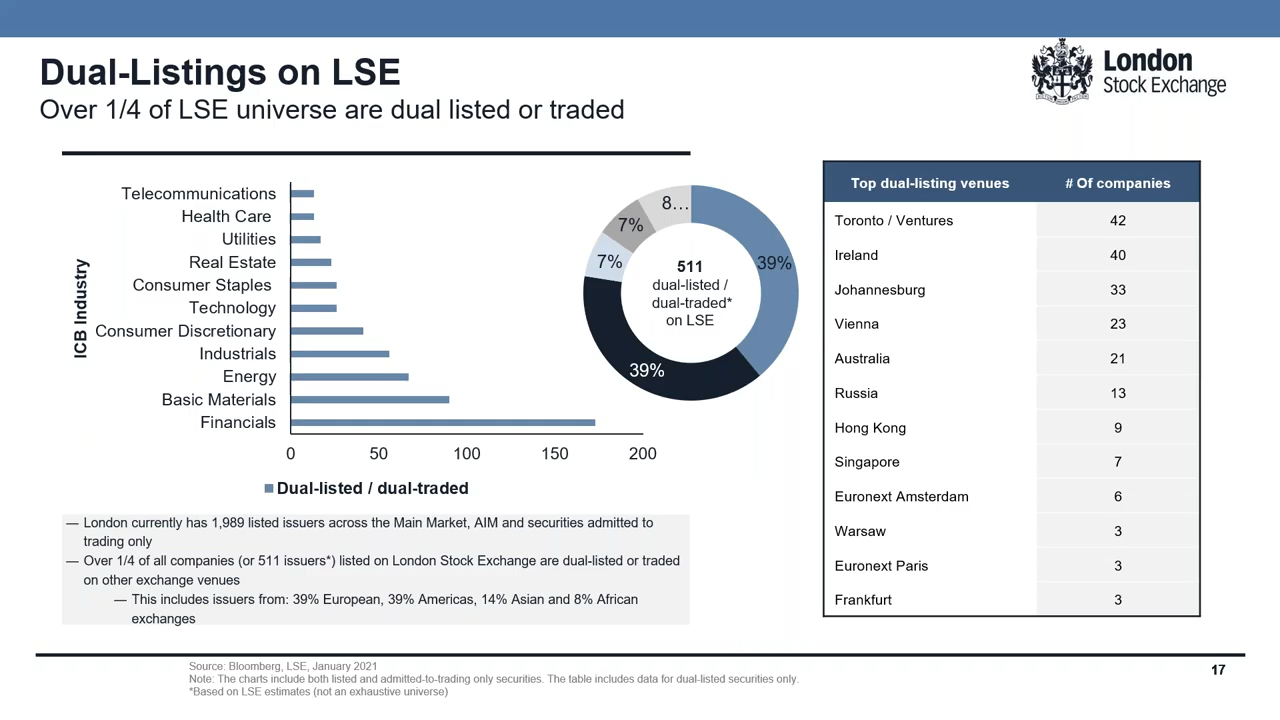 Dual-Listings on LSE
Over 1/4 of LSE universe are dual listed or traded
London
Stock Exchange
ICB Industry
Telecommunications
Health Care
Utilities
Real Estate
Consumer Staples
Technology
Consumer Discretionary
Industrials
Energy
Basic Materials
Financials
0 50 100 150 200
Dual-listed / dual-traded
8…
7%
7%
39%
39%
511
dual-listed /
dual-traded*
on LSE
Top dual-listing venues # Of companies
Toronto / Ventures 42
Ireland 40
Johannesburg 33
Vienna 23
Australia 21
Russia 13
Hong Kong 9
Singapore 7
Euronext Amsterdam 6
Warsaw 3
Euronext Paris 3
Frankfurt 3
— London currently has 1,989 listed issuers across the Main Market, AIM and securities admitted to
trading only
— Over 1/4 of all companies (or 511 issuers*) listed on London Stock Exchange are dual-listed or traded
on other exchange venues
— This includes issuers from: 39% European, 39% Americas, 14% Asian and 8% African
exchanges
Source: Bloomberg, LSE, January 2021
Note: The charts include both listed and admitted-to-trading only securities. The table includes data for dual-listed securities only.
*Based on LSE estimates (not an exhaustive universe)
17